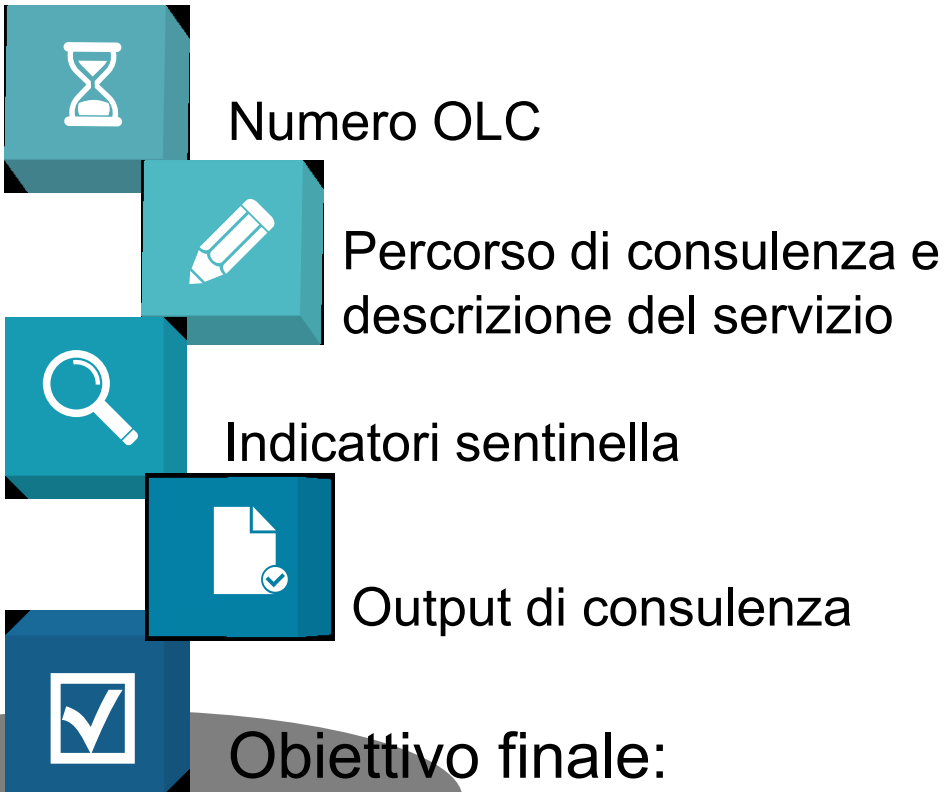 Numero OLC
Percorso di consulenza e
descrizione del servizio
Indicatori sentinella
Output di consulenza
Obiettivo finale: